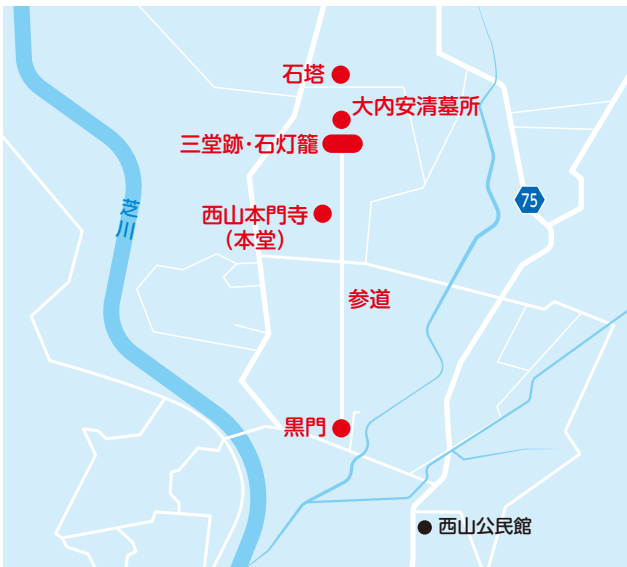 石塔
大内安清墓所
三堂跡・石灯籠
75
芝川
西山本門寺
(本堂)
参道
黒門
西山公民館